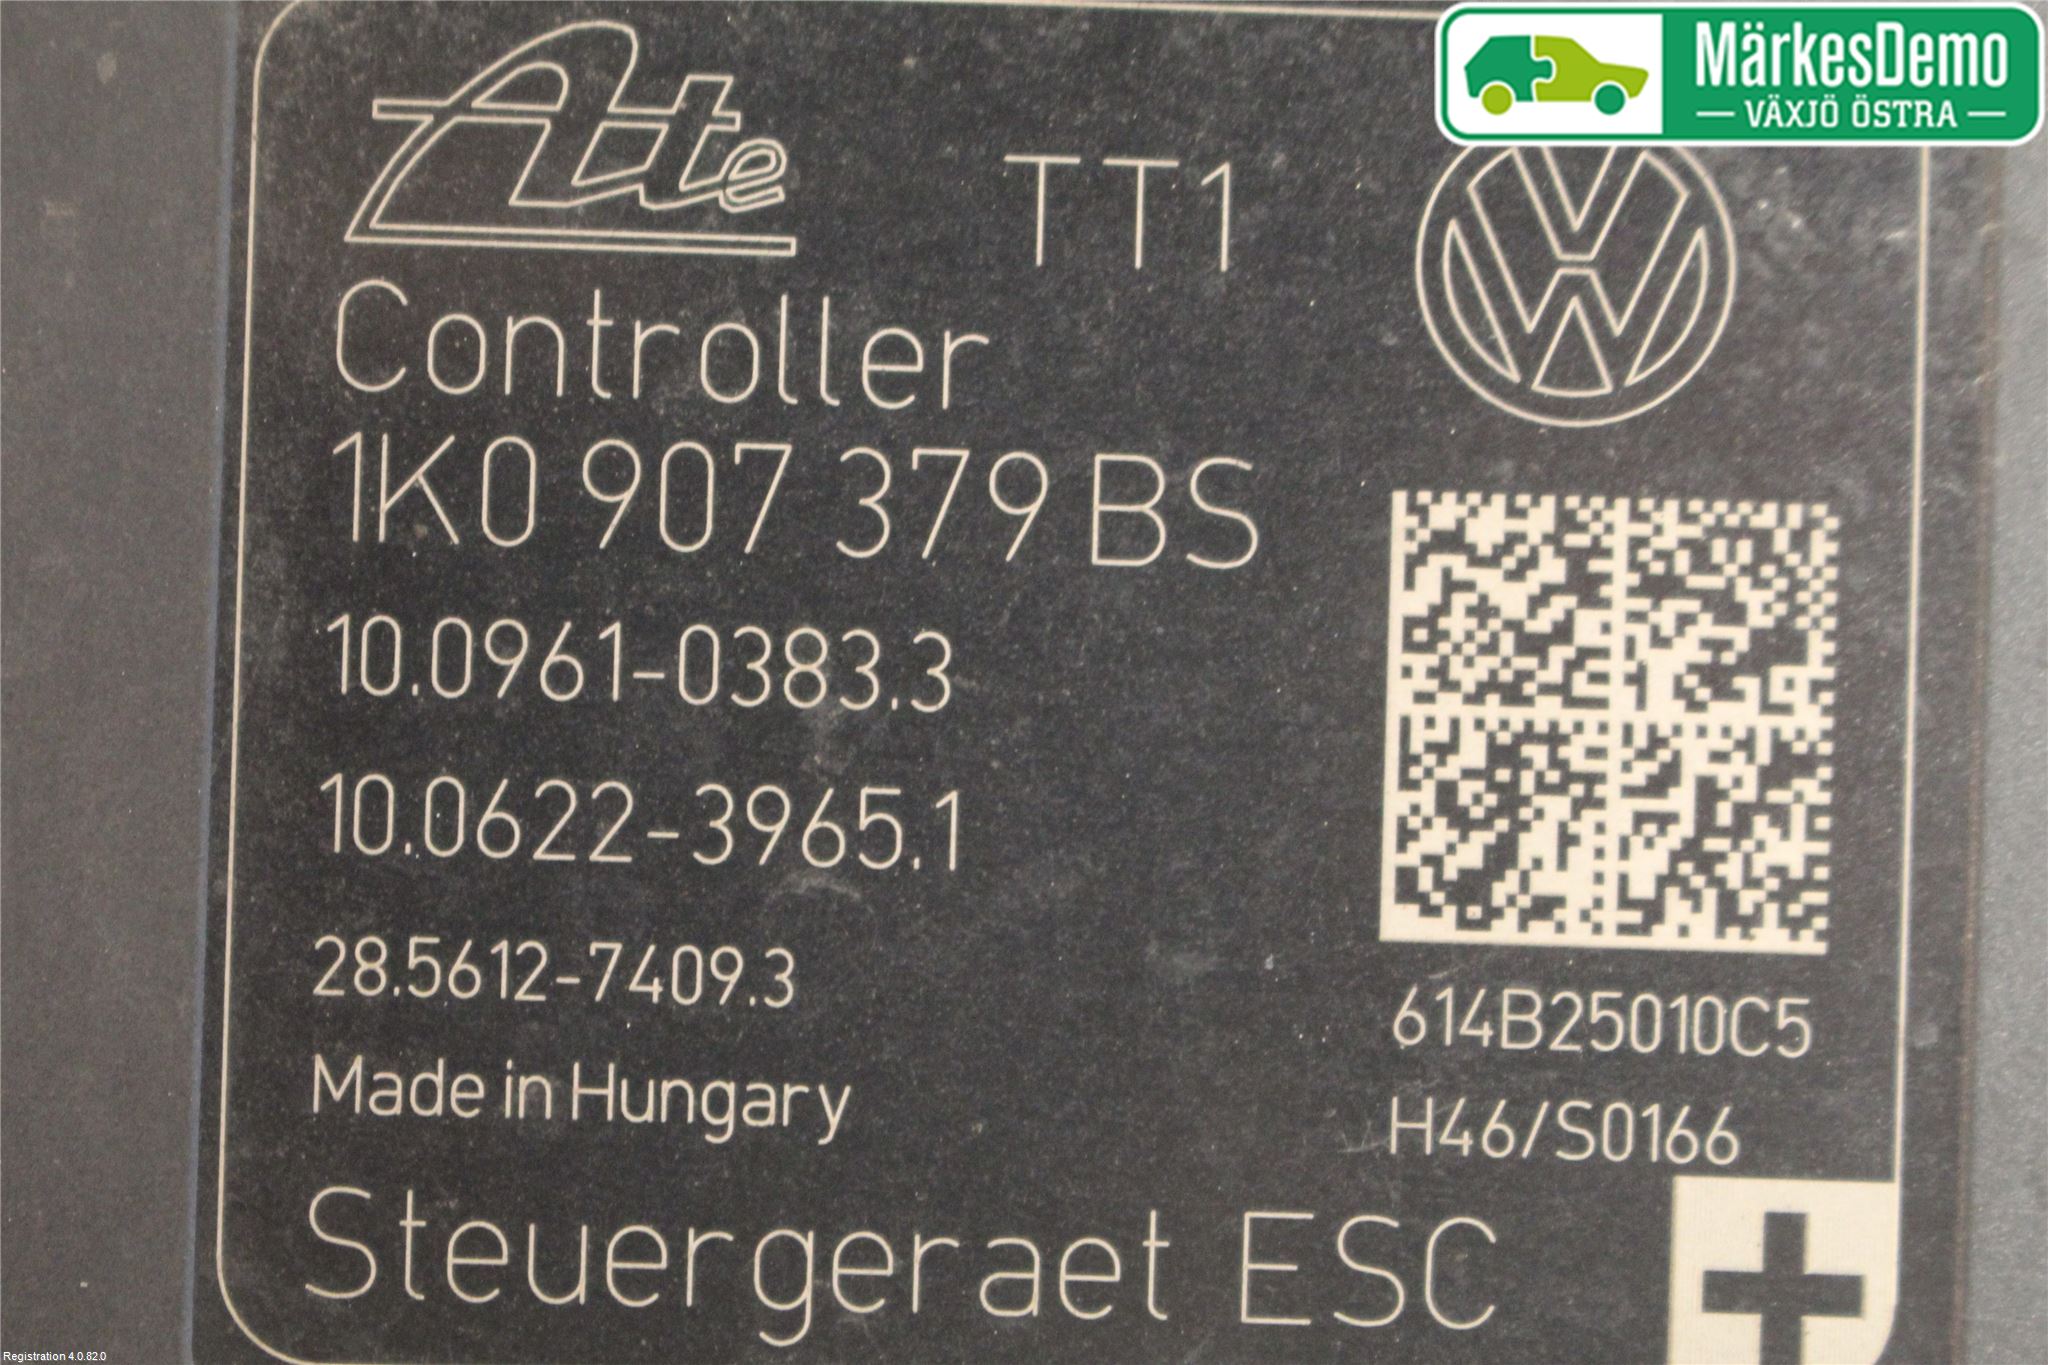 MärkesDemo
VÄXJÖ ÖSTRA
Ate
TT1
Controller
1K0 907 379 BS
10.0961-0383.3
10.0622-3965.1
28.5612-7409.3
614B25010C5
Made in Hungary
H46/S0166
Steuergeraet ESC
Registration 4.0.82.0